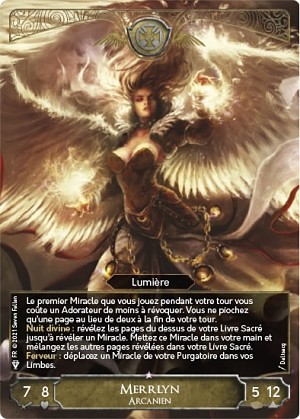 Lumière
Le premier Miracle que vous jouez pendant votre tour vous
coûte un Adorateur de moins à révoquer. Vous ne piochez
qu'une page au lieu de deux à la fin de votre tour.
Nuit divine : révélez les pages du dessus de votre Livre Sacré
jusqu'à révéler un Miracle. Mettez ce Miracle dans votre main et
mélangez les autres pages révélées dans votre Livre Sacré.
Ferveur : déplacez un Miracle de votre Purgatoire dans vos
Limbes.
FR © 2021 Seven Fallen
/ Delineq
7 8 Merrlyn 5 12
Arcanien